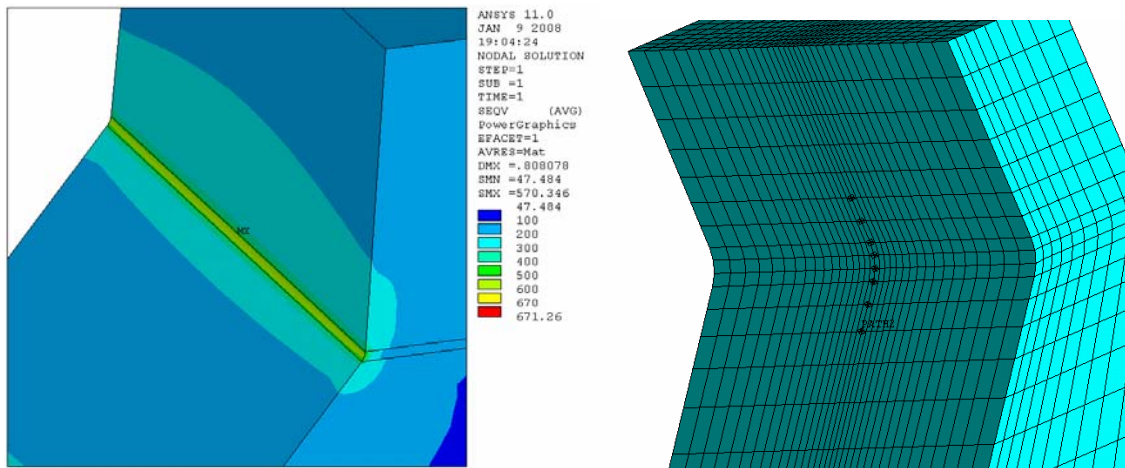 ANSYS 11.0
JAN 9 2008
19:04:24
NODAL SOLUTION
STEP=1
SUB =1
TIME=1
SEQV (AVG)
PowerGraphics
EFACET=1
AVRES=Mat
DMX =.808078
SMN =47.484
SMX =570.346
47.484
100
200
300
400
500
600
670
671.26
MX